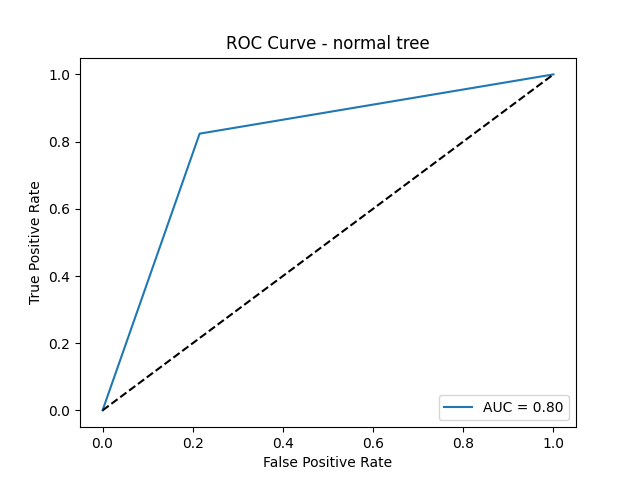 ROC Curve - normal tree
True Positive Rate
1.0
0.8
0.6
0.4
0.2
0.0
AUC = 0.80
0.0 0.2 0.4 0.6 0.8 1.0
False Positive Rate